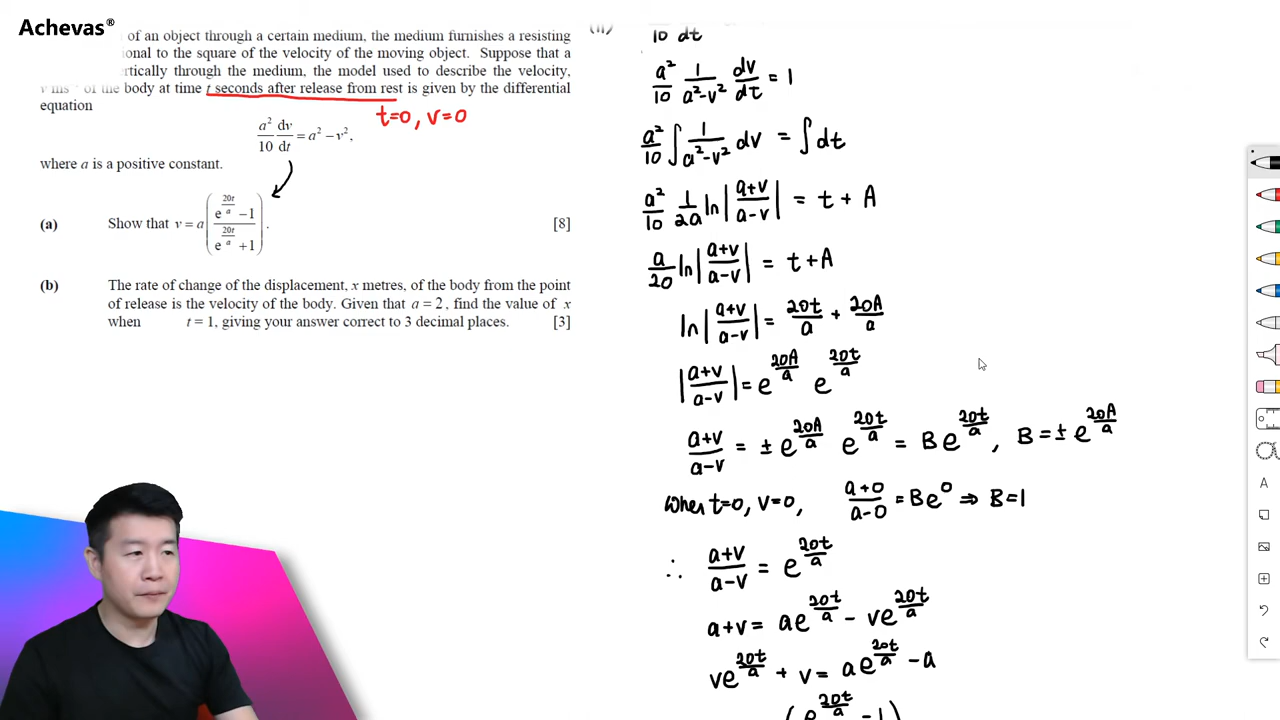 Achevas®
of an object through a certain medium, the medium furnishes a resisting
ional to the square of the velocity of the moving object. Suppose that a
rtically through the medium, the model used to describe the velocity,
of the body at time t seconds after release from rest is given by the differential
equation
t=0, v=0
a²/10 dv/dt = a² − v²,
where a is a positive constant.
(a) Show that v = a((e^(20t/a) − 1)/(e^(20t/a) + 1)). [8]
(b) The rate of change of the displacement, x metres, of the body from the point
of release is the velocity of the body. Given that a = 2, find the value of x
when t = 1, giving your answer correct to 3 decimal places. [3]
10 dt
a²/10 1/(a²−v²) dv/dt = 1
a²/10 ∫ 1/(a²−v²) dv = ∫ dt
a²/10 1/2a ln|(a+v)/(a−v)| = t + A
a/20 ln|(a+v)/(a−v)| = t + A
ln|(a+v)/(a−v)| = 20t/a + 20A/a
|(a+v)/(a−v)| = e^(20A/a) e^(20t/a)
(a+v)/(a−v) = ± e^(20A/a) e^(20t/a) = Be^(20t/a), B = ± e^(20A/a)
When t=0, v=0, (a+0)/(a−0) = Be⁰ ⇒ B=1
∴ (a+v)/(a−v) = e^(20t/a)
a+v = ae^(20t/a) − ve^(20t/a)
ve^(20t/a) + v = ae^(20t/a) − a
(e^(20t/a) − 1)
A